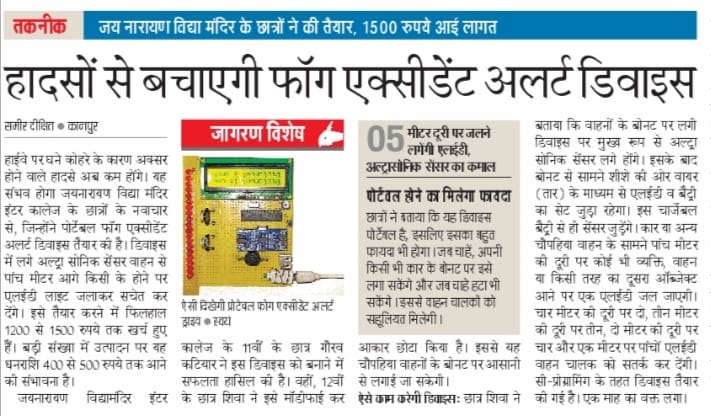 तकनीक
जय नारायण विद्या मंदिर के छात्रों ने की तैयार, 1500 रुपये आई लागत
हादसों से बचाएगी फॉग एक्सीडेंट अलर्ट डिवाइस
समीर दीक्षित ● कानपुर
हाईवे पर घने कोहरे के कारण अक्सर
होने वाले हादसे अब कम होंगे। यह
संभव होगा जयनारायण विद्या मंदिर
इंटर कालेज के छात्रों के नवाचार
से, जिन्होंने पोर्टेबल फॉग एक्सीडेंट
अलर्ट डिवाइस तैयार की है। डिवाइस
में लगे अल्ट्रा सोनिक सेंसर वाहन से
पांच मीटर आगे किसी के होने पर
एलईडी लाइट जलाकर सचेत कर
देंगे। इसे तैयार करने में फिलहाल
1200 से 1500 रुपये तक खर्च हुए
हैं। बड़ी संख्या में उत्पादन पर यह
धनराशि 400 से 500 रुपये तक आने
की संभावना है।
जयनारायण विद्यामंदिर इंटर
जागरण विशेष
ऐसी दिखेगी प्रोटेबल फोग एक्सीडेंट अलर्ट
ड्राइव ● स्वयं
कालेज के 11वीं के छात्र गौरव
कटियार ने इस डिवाइस को बनाने में
सफलता हासिल की है। वहीं, 12वीं
के छात्र शिवा ने इसे मॉडीफाई कर
05 मीटर दूरी पर जलने
लगेंगी एलईडी,
अल्ट्रासोनिक सेंसर का कमाल
पोर्टेबल होने का मिलेगा फायदा
छात्रों ने बताया कि यह डिवाइस
पोर्टेबल है, इसलिए इसका बहुत
फायदा भी होगा। जब चाहें, अपनी
किसी भी कार के बोनट पर इसे
लगा सकेंगे और जब चाहे हटा भी
सकेंगे। इससे वाहन चालकों को
सहूलियत मिलेगी।
आकार छोटा किया है। इससे यह
चौपहिया वाहनों के बोनट पर आसानी
से लगाई जा सकेगी।
ऐसे काम करेगी डिवाइस: छात्र शिवा ने
बताया कि वाहनों के बोनट पर लगी
डिवाइस पर मुख्य रूप से अल्ट्रा
सोनिक सेंसर लगे होंगे। इसके बाद
बोनट से सामने शीशे की ओर वायर
(तार) के माध्यम से एलईडी व बैट्री
का सेट जुड़ा रहेगा। इस चार्जेबल
बैट्री से ही सेंसर जुड़ेंगे। कार या अन्य
चौपहिया वाहन के सामने पांच मीटर
की दूरी पर कोई भी व्यक्ति, वाहन
या किसी तरह का दूसरा ऑब्जेक्ट
आने पर एक एलईडी जल जाएगी।
चार मीटर की दूरी पर दो, तीन मीटर
की दूरी पर तीन, दो मीटर की दूरी पर
चार और एक मीटर पर पांचों एलईडी
वाहन चालक को सतर्क कर देंगी।
सी-प्रोग्रामिंग के तहत डिवाइस तैयार
की गई है। एक माह का वक्त लगा।